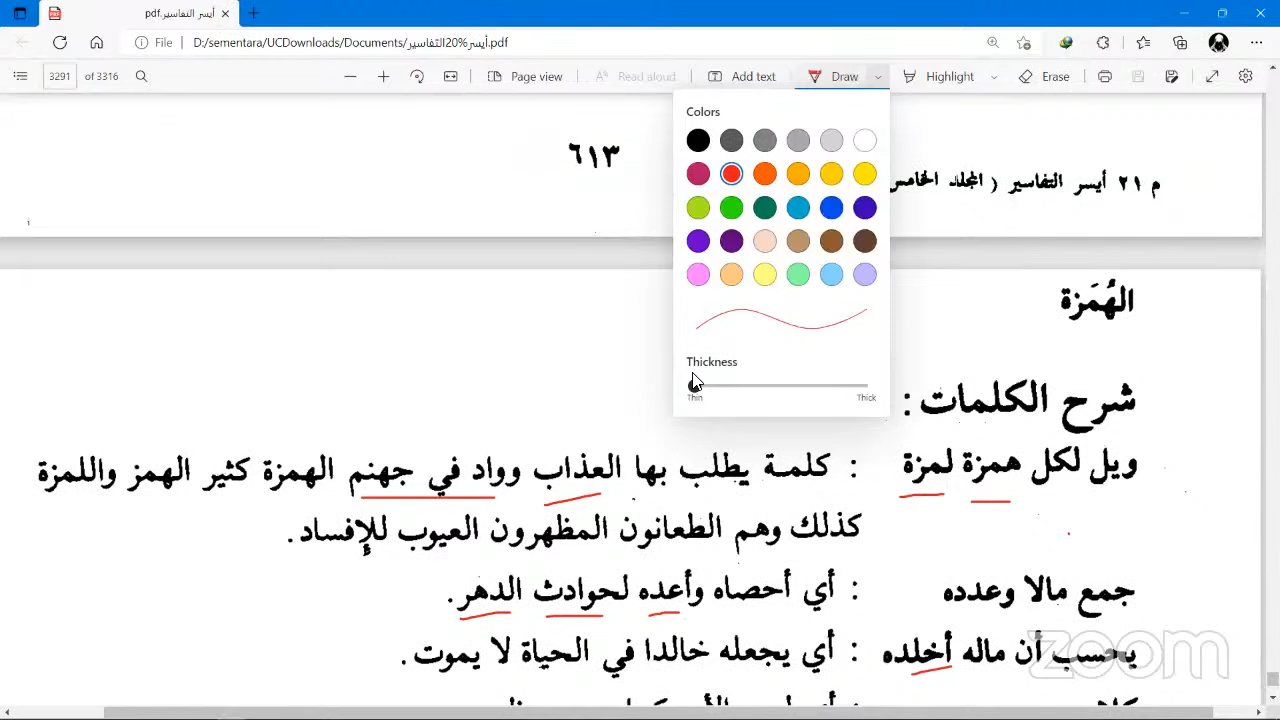 أيسر التفاسير.pdf
File D:/sementara/UCDownloads/Documents/أيسر%20التفاسير.pdf
3291 of 3319 Page view Read aloud Add text Draw Highlight Erase
Colors
Thickness
Thin Thick
٦١٣
م ٢١ أيسر التفاسير ( المجلد الخامس
الهُمَزة
شرح الكلمات :
ويل لكل همزة لمزة : كلمة يطلب بها العذاب وواد في جهنم الهمزة كثير الهمز واللمزة
كذلك وهم الطعانون المظهرون العيوب للإفساد .
جمع مالا وعدده : أي أحصاه وأعده لحوادث الدهر .
يحسب أن ماله أخلده : أي يجعله خالدا في الحياة لا يموت .
zoom